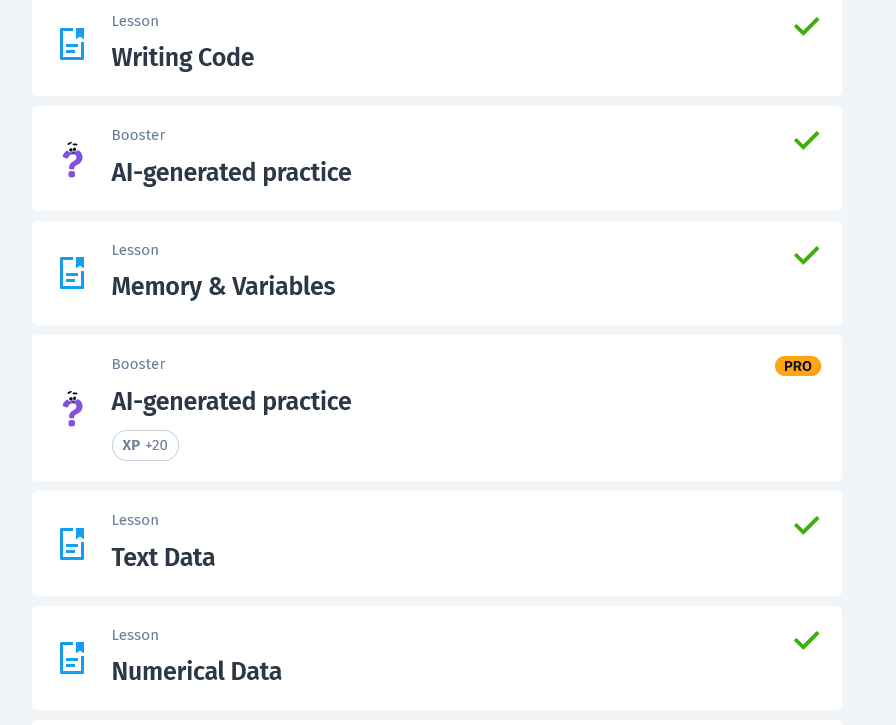 Lesson
Writing Code
Booster
AI-generated practice
Lesson
Memory & Variables
Booster
PRO
AI-generated practice
XP +20
Lesson
Text Data
Lesson
Numerical Data